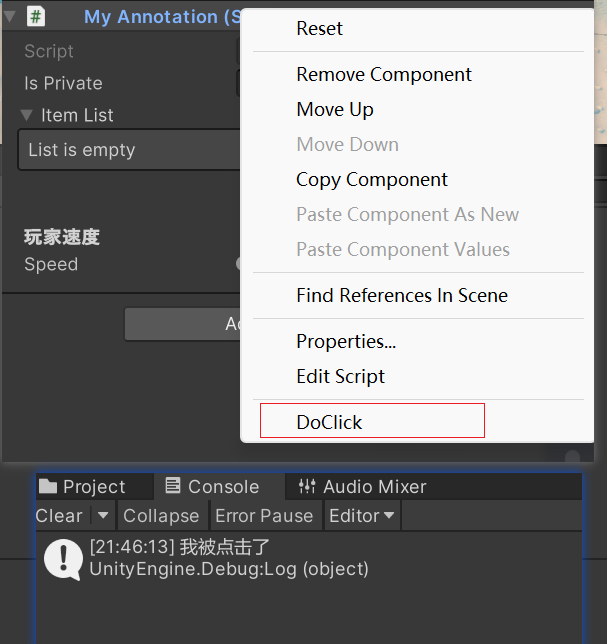 My Annotation (S
Script
Is Private
Item List
List is empty
玩家速度
Speed
Reset
Remove Component
Move Up
Move Down
Copy Component
Paste Component As New
Paste Component Values
Find References In Scene
Properties...
Edit Script
DoClick
Project
Console
Audio Mixer
Clear
Collapse
Error Pause
Editor
[21:46:13] 我被点击了
UnityEngine.Debug:Log (object)